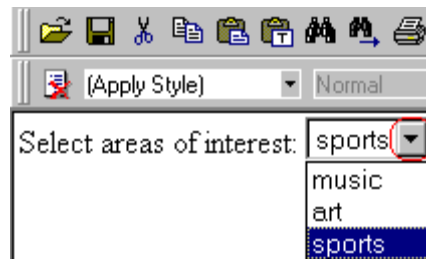 (Apply Style) Normal
Select areas of interest: sports
music
art
sports